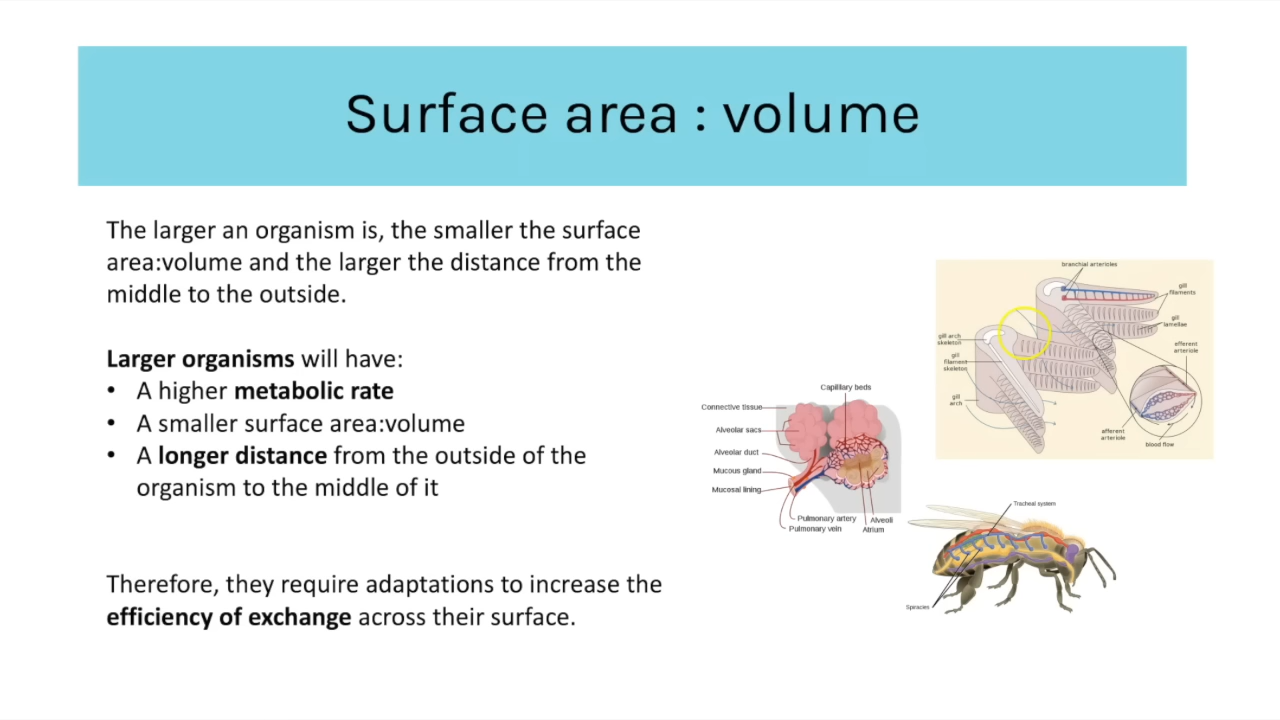 Surface area : volume
The larger an organism is, the smaller the surface
area:volume and the larger the distance from the
middle to the outside.
Larger organisms will have:
• A higher metabolic rate
• A smaller surface area:volume
• A longer distance from the outside of the
organism to the middle of it
Therefore, they require adaptations to increase the
efficiency of exchange across their surface.
Capillary beds
Connective tissue
Alveolar sacs
Alveolar duct
Mucous gland
Mucosal lining
Pulmonary artery
Pulmonary vein
Alveoli
Atrium
branchial arterioles
gill
filaments
gill
lamellae
efferent
arteriole
gill arch
skeleton
gill
filament
skeleton
gill
arch
afferent
arteriole
blood flow
Tracheal system
Spiracles